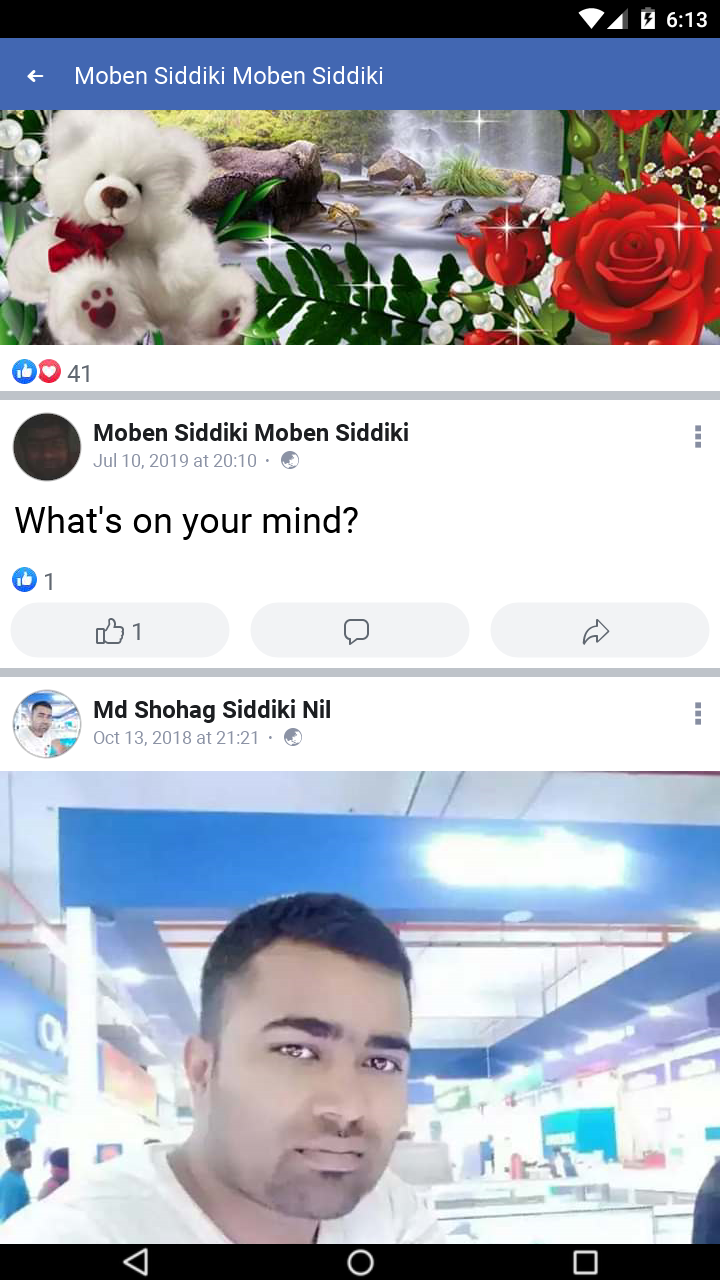 6:13
Moben Siddiki Moben Siddiki
41
Moben Siddiki Moben Siddiki
Jul 10, 2019 at 20:10 ·
What's on your mind?
1
1
Md Shohag Siddiki Nil
Oct 13, 2018 at 21:21 ·